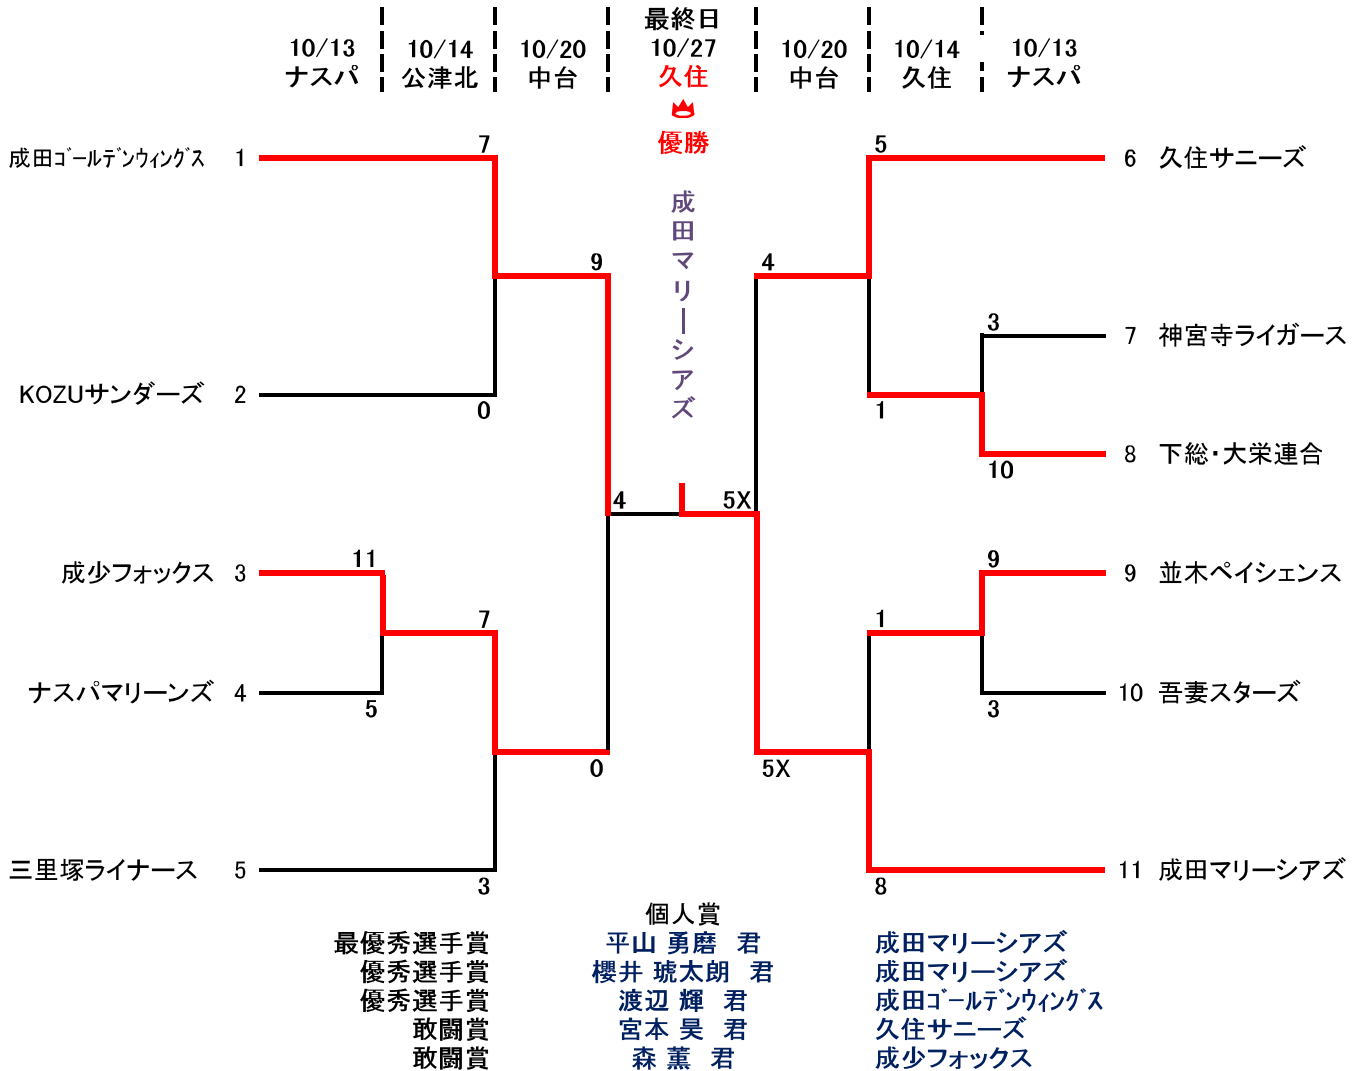 最終日
10/13 10/14 10/20 10/27 10/20 10/14 10/13
ナスパ 公津北 中台 久住 中台 久住 ナスパ
優勝
成田マリーシアズ
7 5
成田ｺﾞｰﾙﾃﾞﾝｳｨﾝｸﾞｽ 1 6 久住サニーズ
9 4
3
7 神宮寺ライガース
KOZUサンダーズ 2
0 1
8 下総・大栄連合
10
4 5X
11 9
成少フォックス 3 9 並木ペイシェンス
7 1
ナスパマリーンズ 4 10 吾妻スターズ
5 3
0 5X
三里塚ライナース 5 11 成田マリーシアズ
3 8
個人賞
最優秀選手賞 平山 勇磨 君 成田マリーシアズ
優秀選手賞 櫻井 琥太朗 君 成田マリーシアズ
優秀選手賞 渡辺 輝 君 成田ｺﾞｰﾙﾃﾞﾝｳｨﾝｸﾞｽ
敢闘賞 宮本 昊 君 久住サニーズ
敢闘賞 森 薫 君 成少フォックス